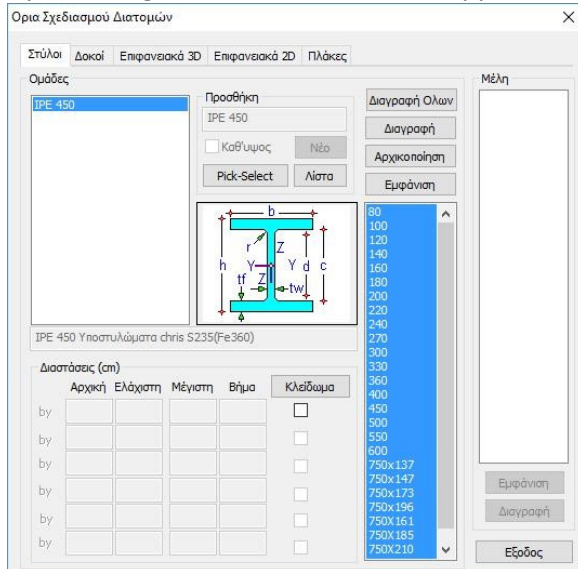 Ορια Σχεδιασμού Διατομών
Στύλοι Δοκοί Επιφανειακά 3D Επιφανειακά 2D Πλάκες
Ομάδες
IPE 450
Προσθήκη
IPE 450
Καθ'υψος
Νέο
Pick-Select
Λίστα
Διαγραφή Ολων
Διαγραφή
Αρχικοποίηση
Εμφάνιση
b
r
Z
h
Y
Y
d
c
tf
Z
tw
IPE 450 Υποστυλώματα chris S235(Fe360)
80
100
120
140
160
180
200
220
240
270
300
330
360
400
450
500
550
600
750x137
750x147
750x173
750x196
750X161
750X185
750X210
Διαστάσεις (cm)
Αρχική Ελάχιστη Μέγιστη Βήμα
Κλείδωμα
by
by
by
by
by
by
Μέλη
Εμφάνιση
Διαγραφή
Εξοδος